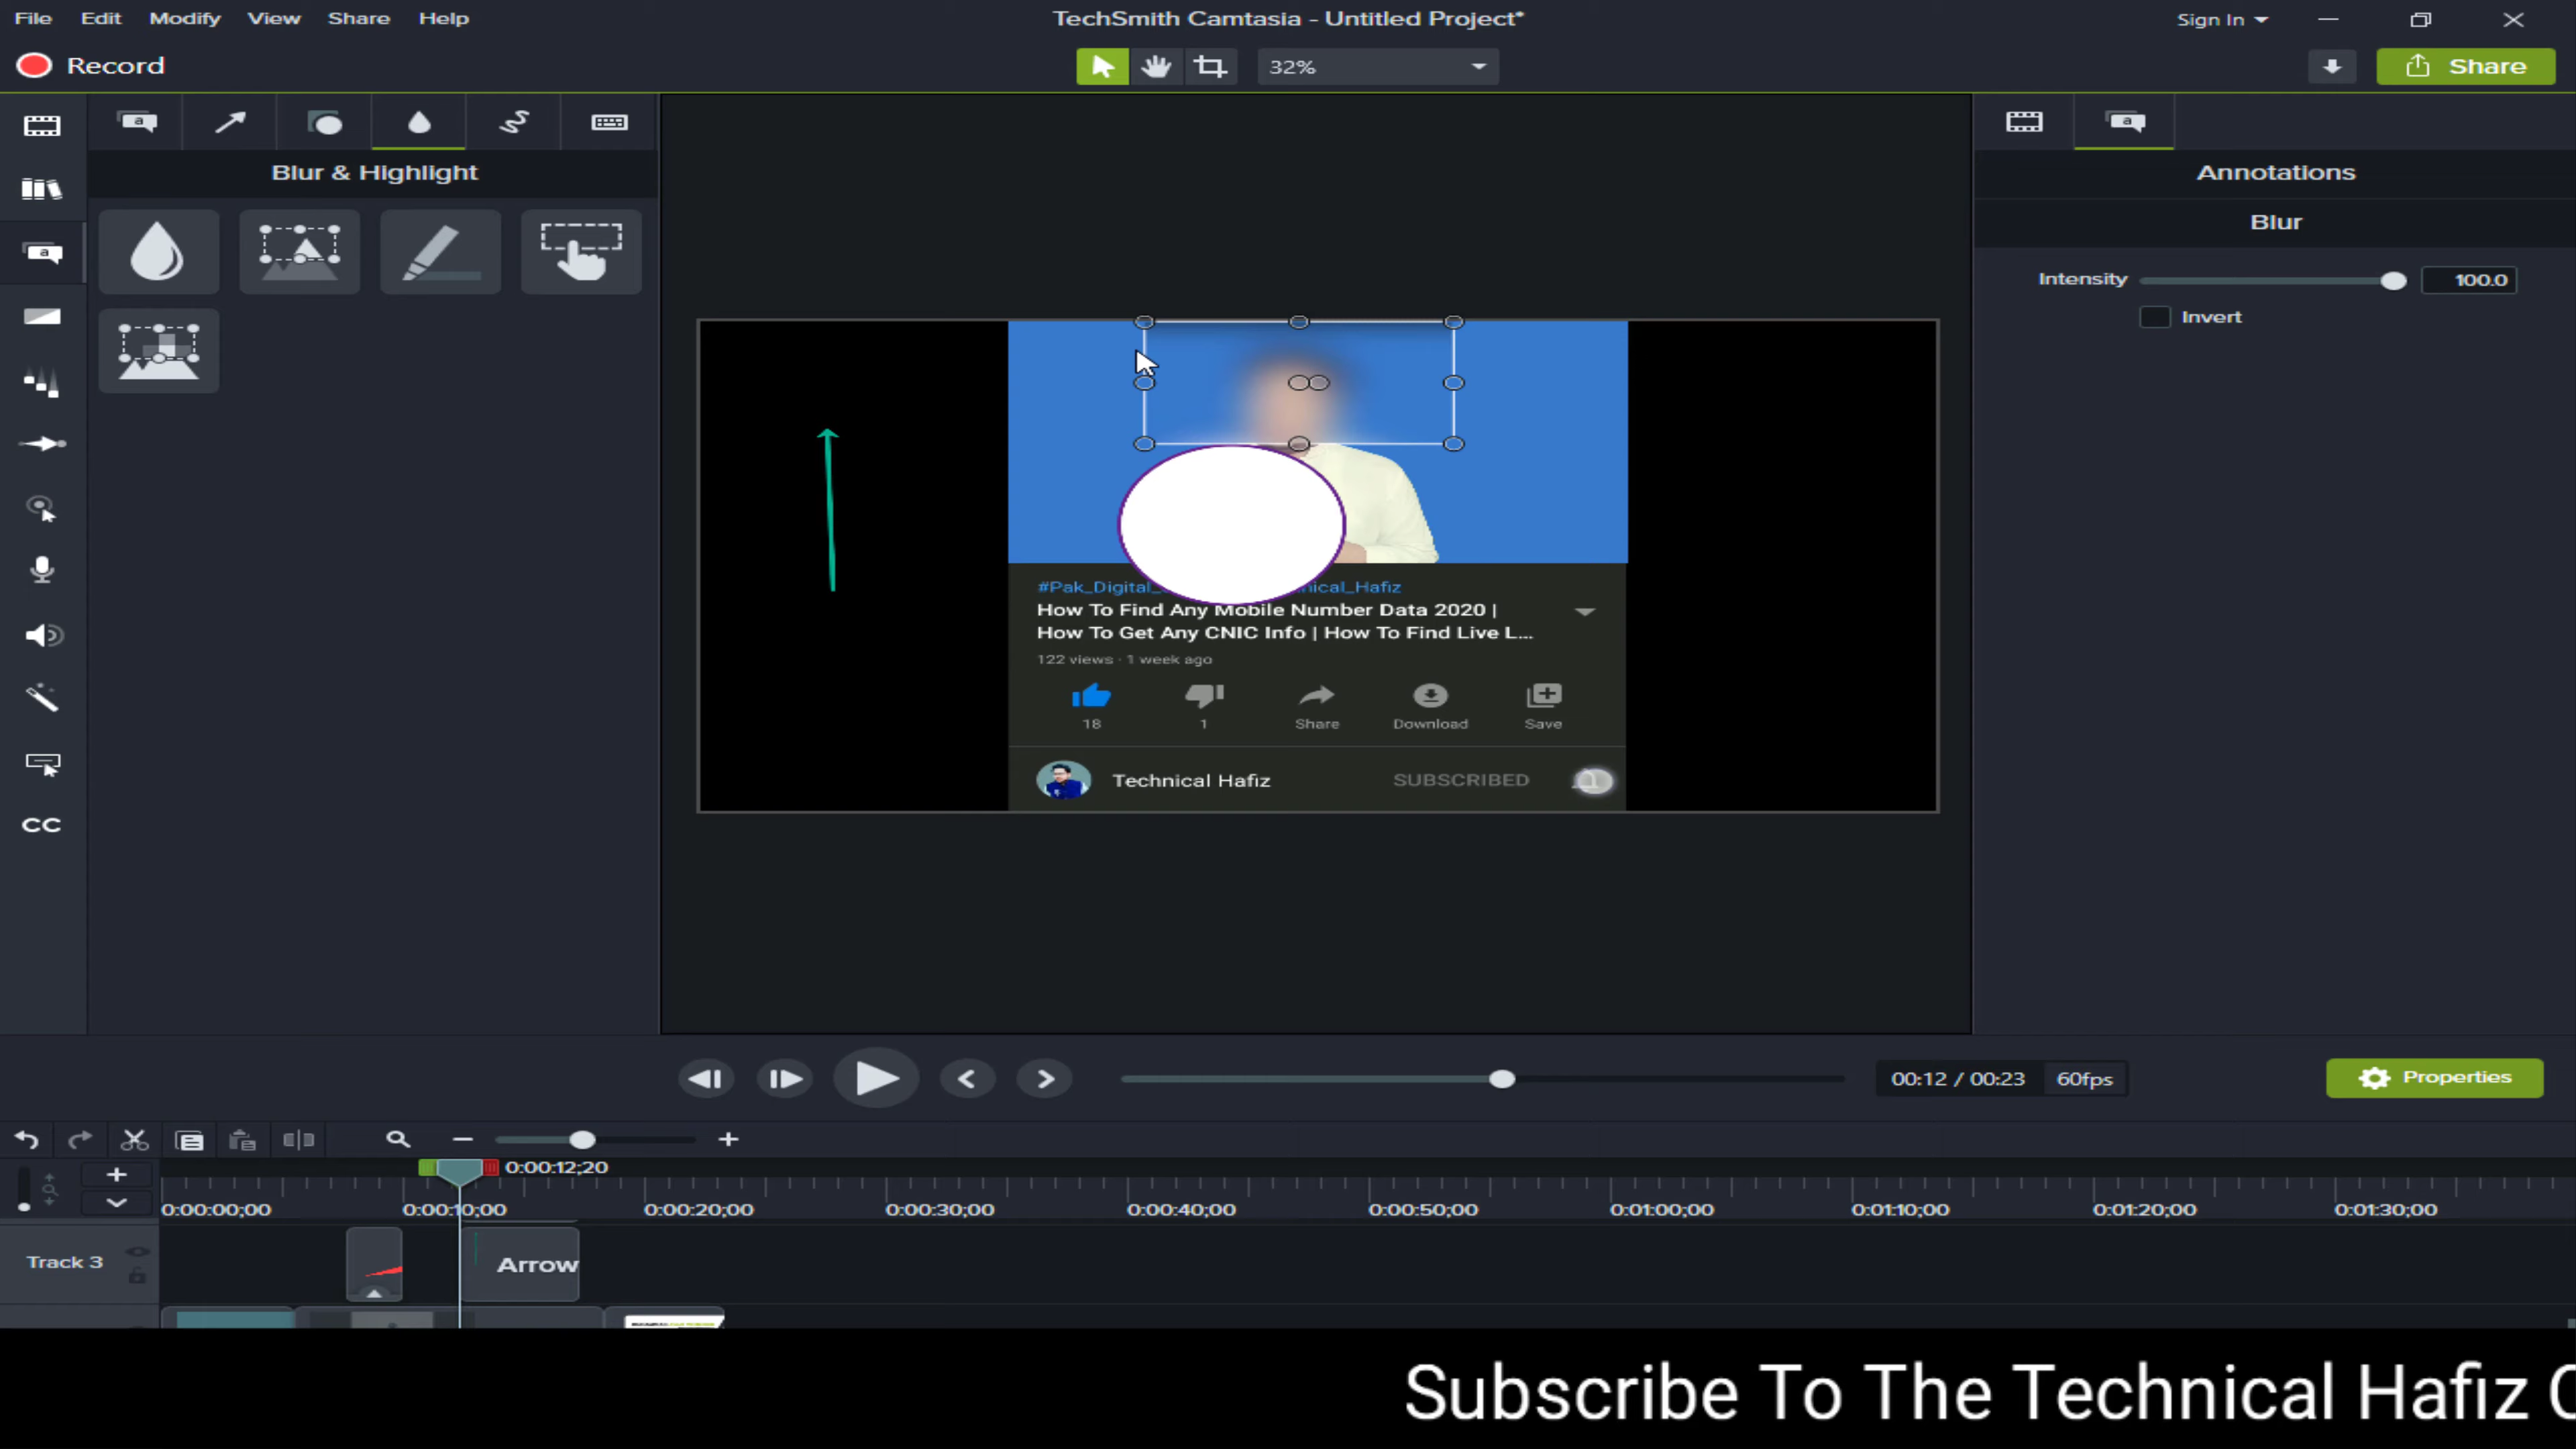 File Edit Modify View Share Help
TechSmith Camtasia - Untitled Project*
Sign In
Record
32%
Share
Blur & Highlight
Annotations
Blur
Intensity 100.0
Invert
#Pak_Digital_ nical_Hafiz
How To Find Any Mobile Number Data 2020 |
How To Get Any CNIC Info | How To Find Live L...
122 views · 1 week ago
18 1 Share Download Save
Technical Hafiz SUBSCRIBED
CC
00:12 / 00:23 60fps
Properties
0:00:12;20
0:00:00;00 0:00:10;00 0:00:20;00 0:00:30;00 0:00:40;00 0:00:50;00 0:01:00;00 0:01:10;00 0:01:20;00 0:01:30;00
Track 3
Arrow
Subscribe To The Technical Hafiz